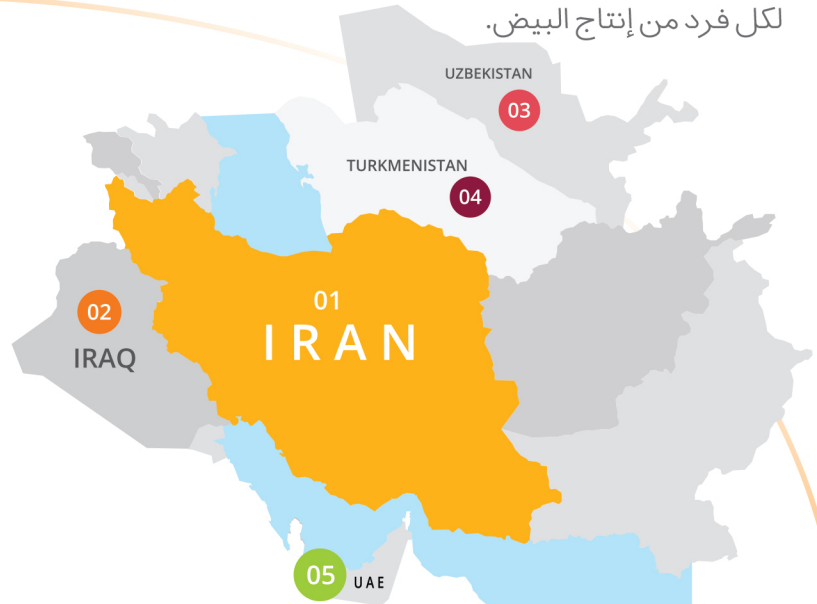 لكل فرد من إنتاج البيض.
UZBEKISTAN
03
TURKMENISTAN
04
01
IRAN
02
IRAQ
05 UAE